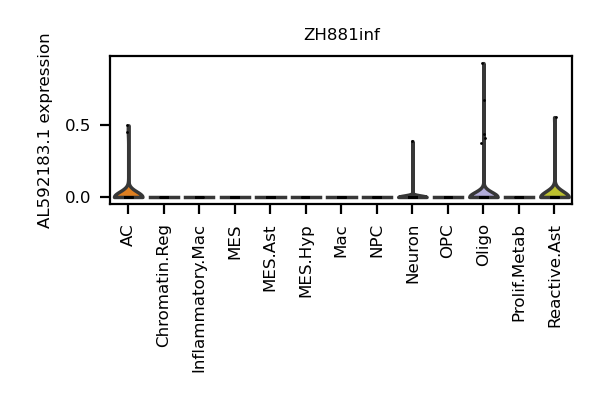 ZH881inf
AL592183.1 expression
0.5
0.0
AC
Chromatin.Reg
Inflammatory.Mac
MES
MES.Ast
MES.Hyp
Mac
NPC
Neuron
OPC
Oligo
Prolif.Metab
Reactive.Ast